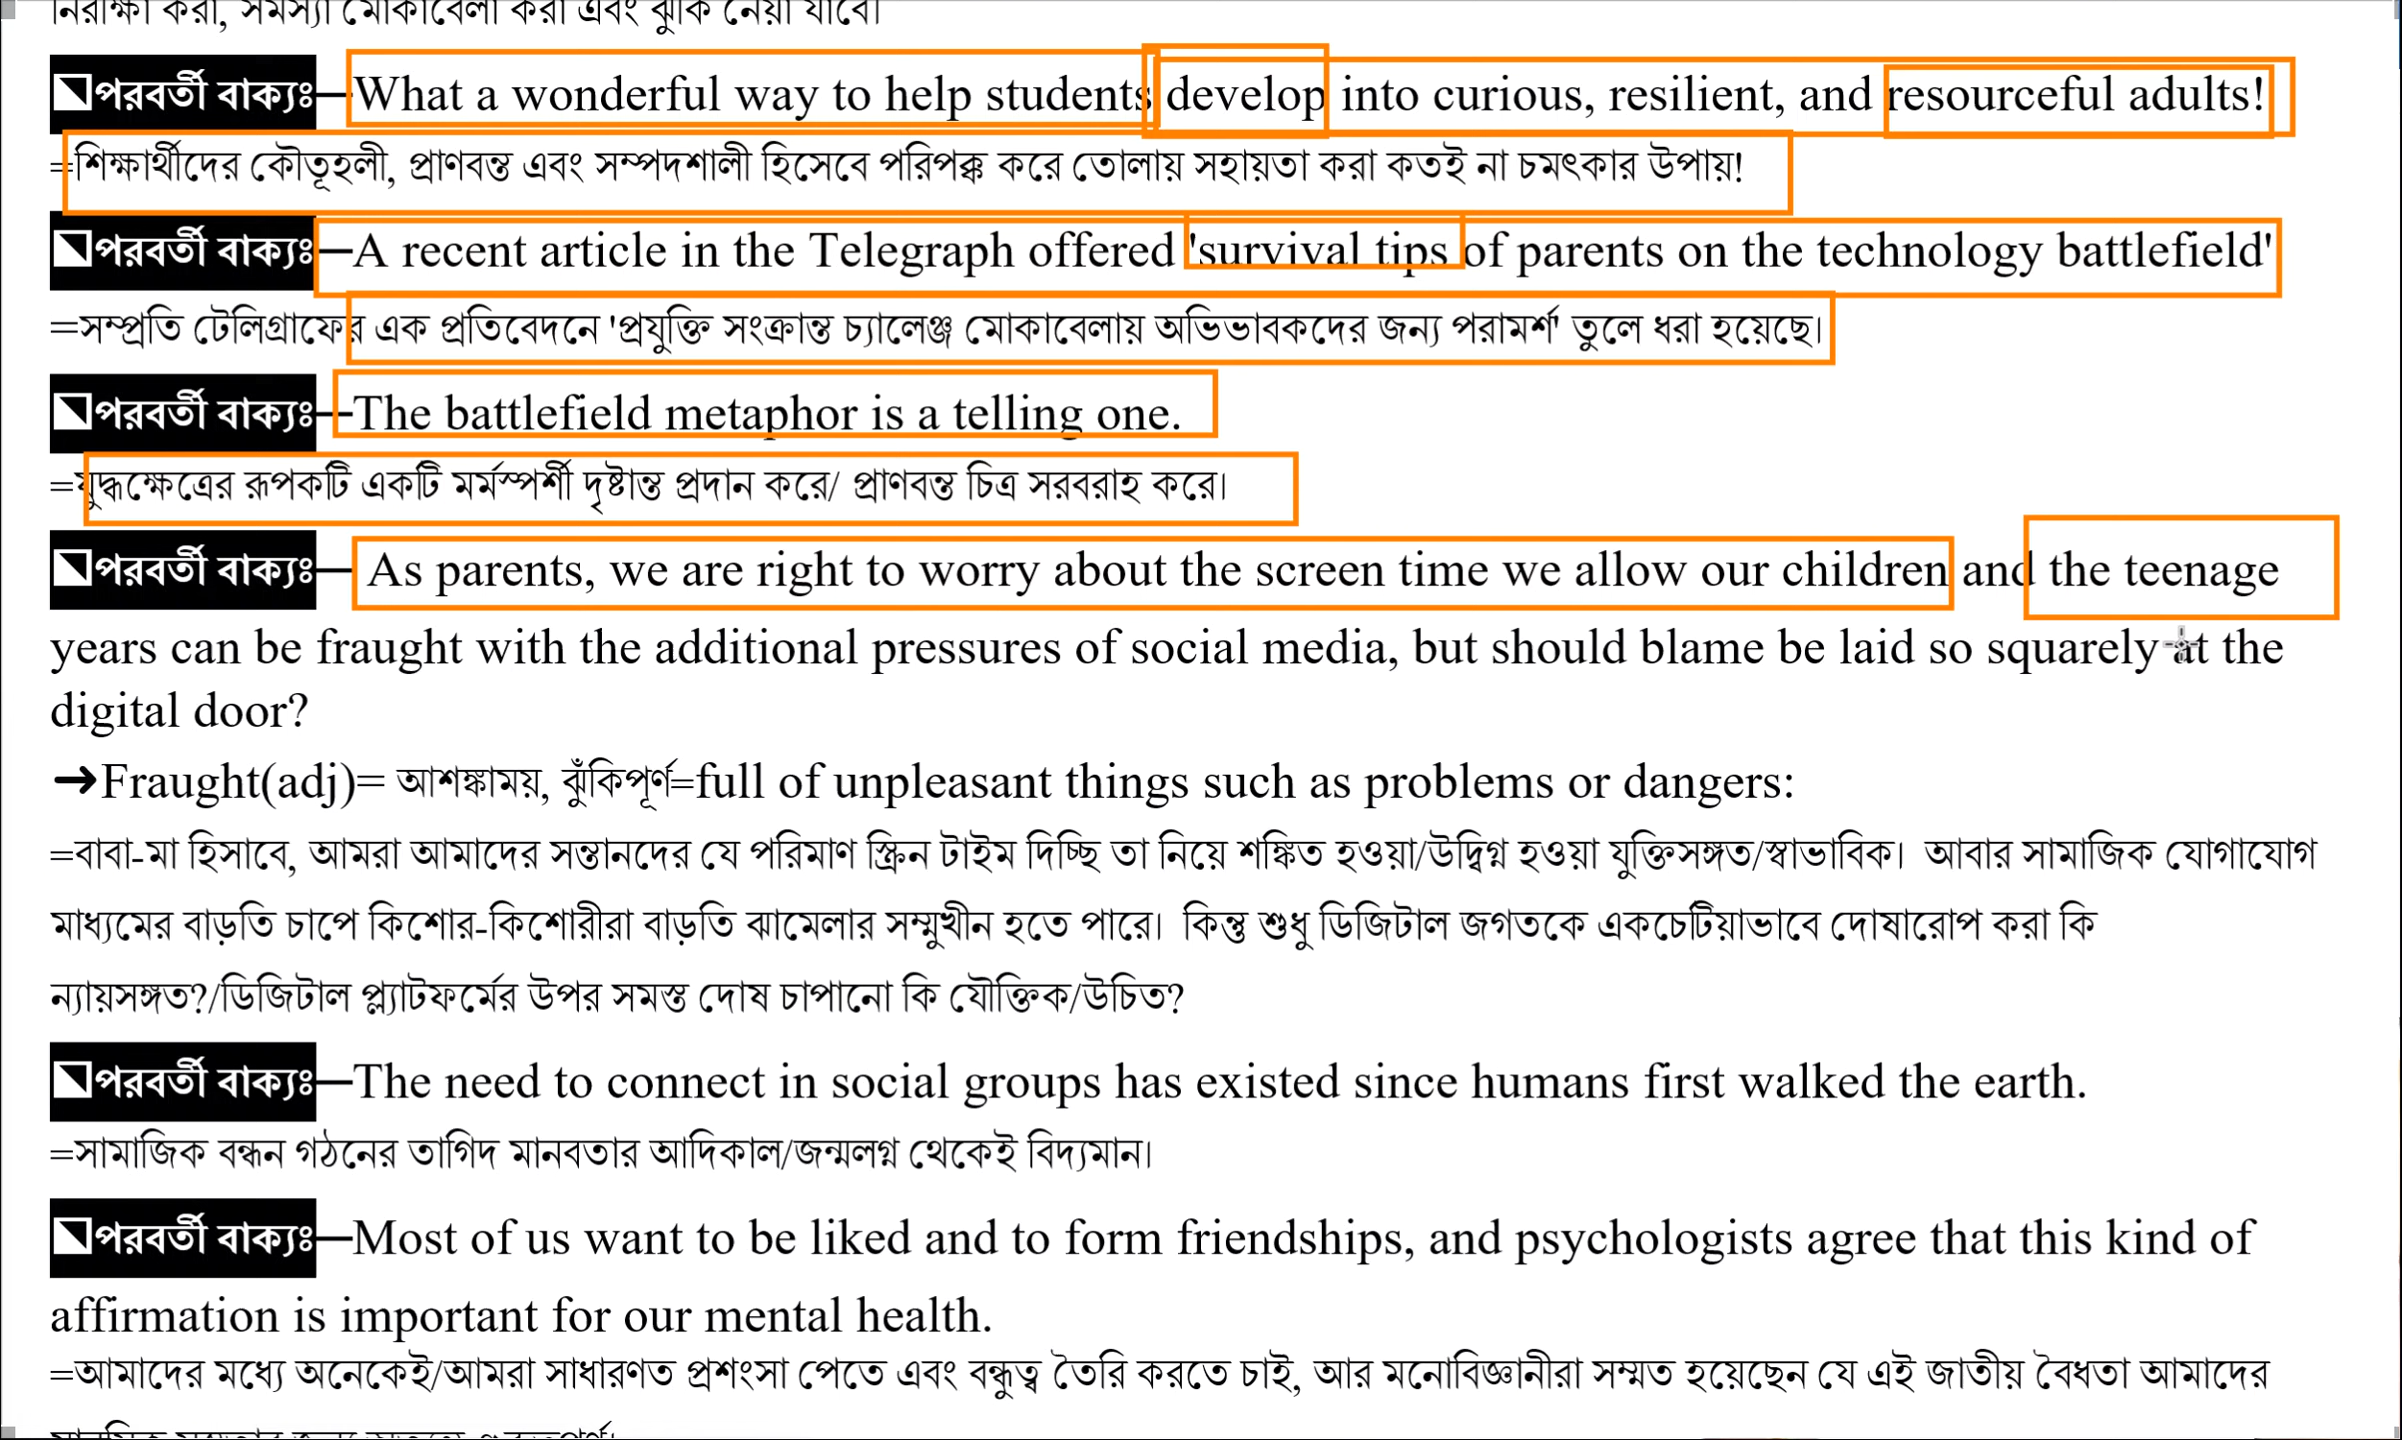 নিরীক্ষা করা, সমস্যা মোকাবেলা করা এবং ঝুঁকি নেয়া যাবে।
পরবর্তী বাক্যঃ—What a wonderful way to help students develop into curious, resilient, and resourceful adults!
=শিক্ষার্থীদের কৌতূহলী, প্রাণবন্ত এবং সম্পদশালী হিসেবে পরিপক্ক করে তোলায় সহায়তা করা কতই না চমৎকার উপায়!
পরবর্তী বাক্যঃ—A recent article in the Telegraph offered 'survival tips of parents on the technology battlefield'
=সম্প্রতি টেলিগ্রাফের এক প্রতিবেদনে 'প্রযুক্তি সংক্রান্ত চ্যালেঞ্জ মোকাবেলায় অভিভাবকদের জন্য পরামর্শ' তুলে ধরা হয়েছে।
পরবর্তী বাক্যঃ—The battlefield metaphor is a telling one.
=যুদ্ধক্ষেত্রের রূপকটি একটি মর্মস্পর্শী দৃষ্টান্ত প্রদান করে/ প্রাণবন্ত চিত্র সরবরাহ করে।
পরবর্তী বাক্যঃ— As parents, we are right to worry about the screen time we allow our children and the teenage
years can be fraught with the additional pressures of social media, but should blame be laid so squarely at the
digital door?
➜Fraught(adj)= আশঙ্কাময়, ঝুঁকিপূর্ণ=full of unpleasant things such as problems or dangers:
=বাবা-মা হিসাবে, আমরা আমাদের সন্তানদের যে পরিমাণ স্ক্রিন টাইম দিচ্ছি তা নিয়ে শঙ্কিত হওয়া/উদ্বিগ্ন হওয়া যুক্তিসঙ্গত/স্বাভাবিক। আবার সামাজিক যোগাযোগ
মাধ্যমের বাড়তি চাপে কিশোর-কিশোরীরা বাড়তি ঝামেলার সম্মুখীন হতে পারে। কিন্তু শুধু ডিজিটাল জগতকে একচেটিয়াভাবে দোষারোপ করা কি
ন্যায়সঙ্গত?/ডিজিটাল প্ল্যাটফর্মের উপর সমস্ত দোষ চাপানো কি যৌক্তিক/উচিত?
পরবর্তী বাক্যঃ—The need to connect in social groups has existed since humans first walked the earth.
=সামাজিক বন্ধন গঠনের তাগিদ মানবতার আদিকাল/জন্মলগ্ন থেকেই বিদ্যমান।
পরবর্তী বাক্যঃ—Most of us want to be liked and to form friendships, and psychologists agree that this kind of
affirmation is important for our mental health.
=আমাদের মধ্যে অনেকেই/আমরা সাধারণত প্রশংসা পেতে এবং বন্ধুত্ব তৈরি করতে চাই, আর মনোবিজ্ঞানীরা সম্মত হয়েছেন যে এই জাতীয় বৈধতা আমাদের